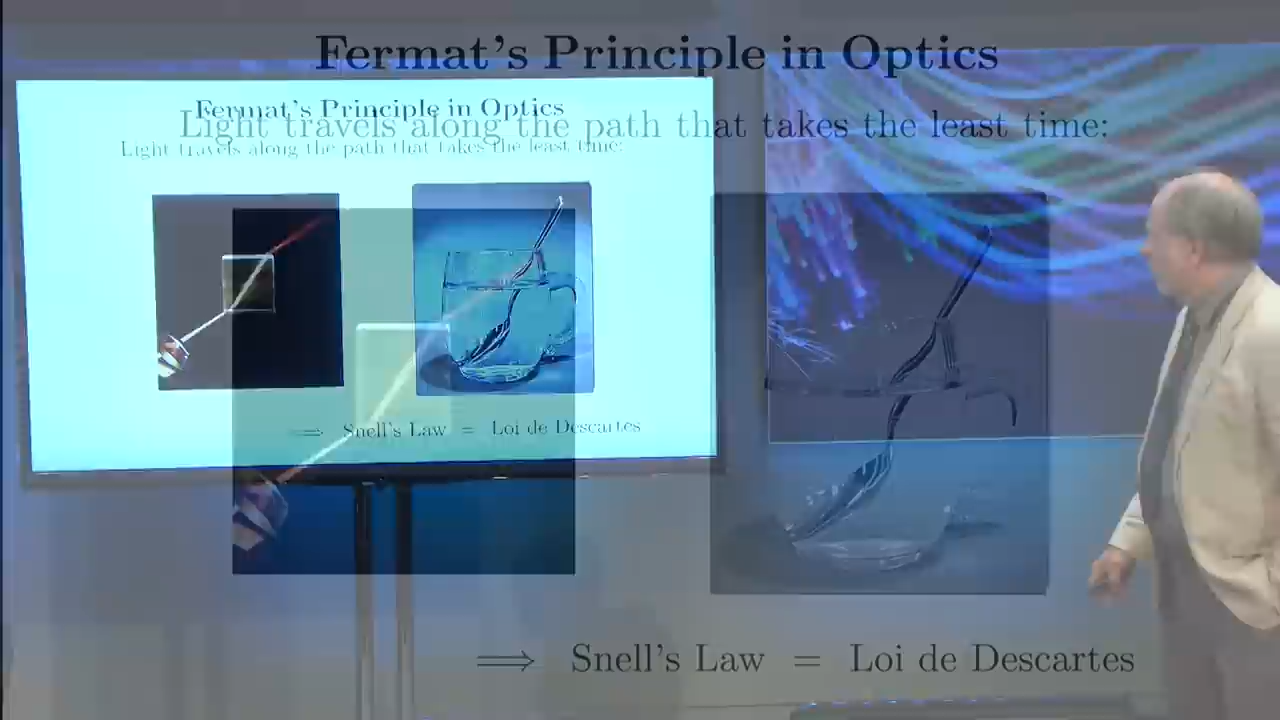 Fermat's Principle in Optics
Light travels along the path that takes the least time:
⟹ Snell's Law = Loi de Descartes
Fermat's Principle in Optics
Light travels along the path that takes the least time:
⟹ Snell's Law = Loi de Descartes